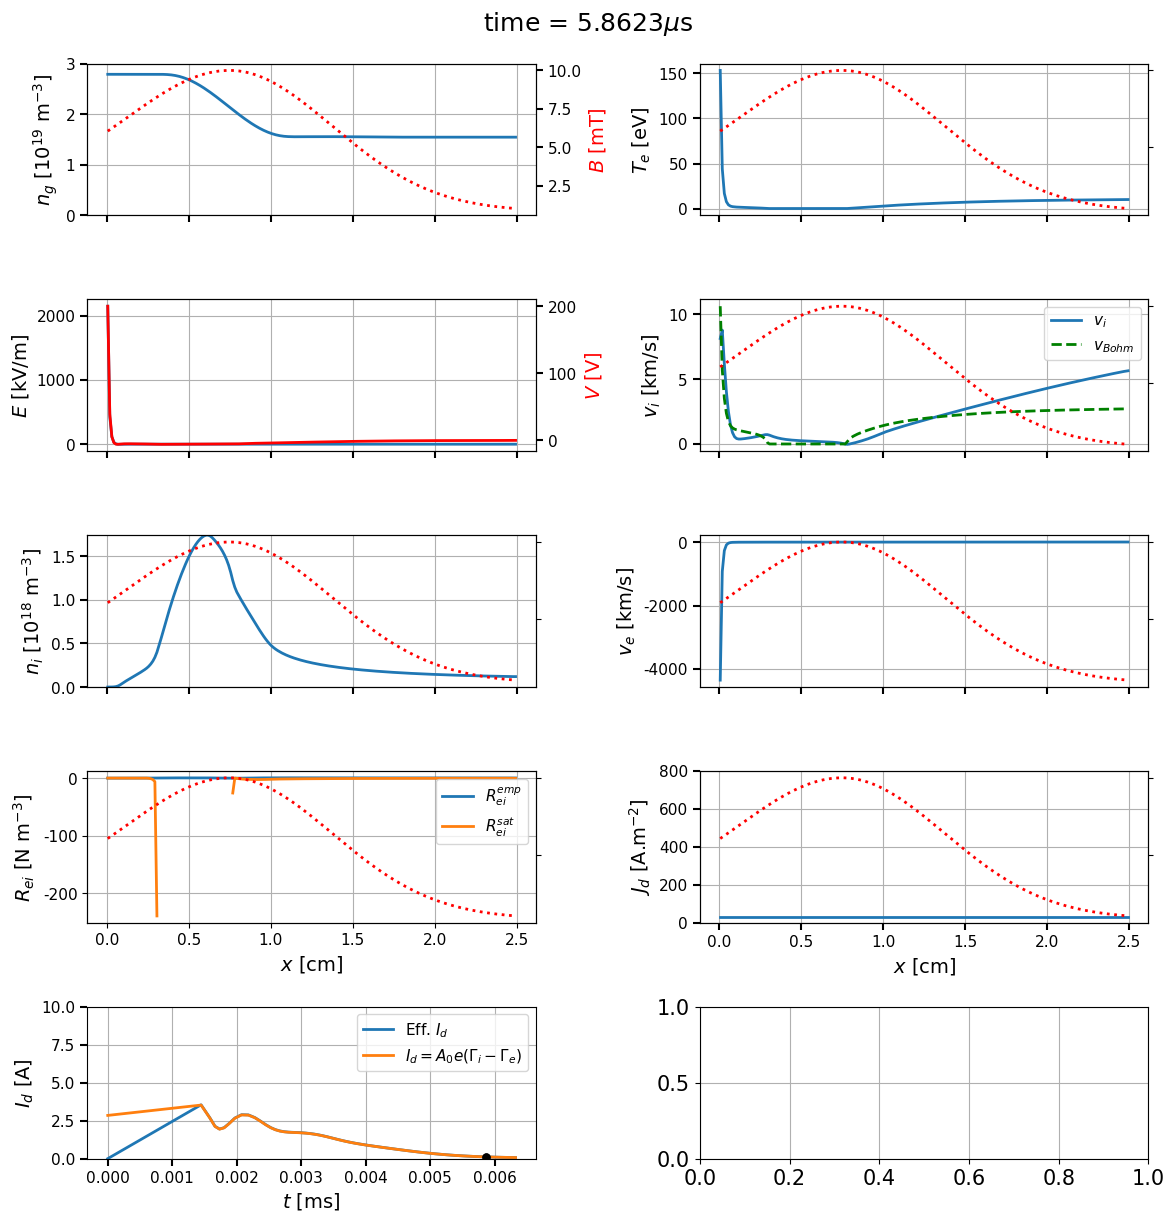 time = 5.8623μs
n_g [10^19 m^−3]
3
2
1
0
10.0
7.5
5.0
2.5
B [mT]
T_e [eV]
150
100
50
0
E [kV/m]
2000
1000
0
200
100
0
V [V]
v_i [km/s]
10
5
0
v_i
v_Bohm
n_i [10^18 m^−3]
1.5
1.0
0.5
0.0
v_e [km/s]
0
-2000
-4000
R_ei [N m^−3]
0
-100
-200
R_ei^emp
R_ei^sat
0.0 0.5 1.0 1.5 2.0 2.5
x [cm]
J_d [A.m^−2]
800
600
400
200
0
0.0 0.5 1.0 1.5 2.0 2.5
x [cm]
I_d [A]
10.0
7.5
5.0
2.5
0.0
Eff. I_d
I_d = A_0e(Γ_i − Γ_e)
0.000 0.001 0.002 0.003 0.004 0.005 0.006
t [ms]
1.0
0.5
0.0
0.0 0.2 0.4 0.6 0.8 1.0